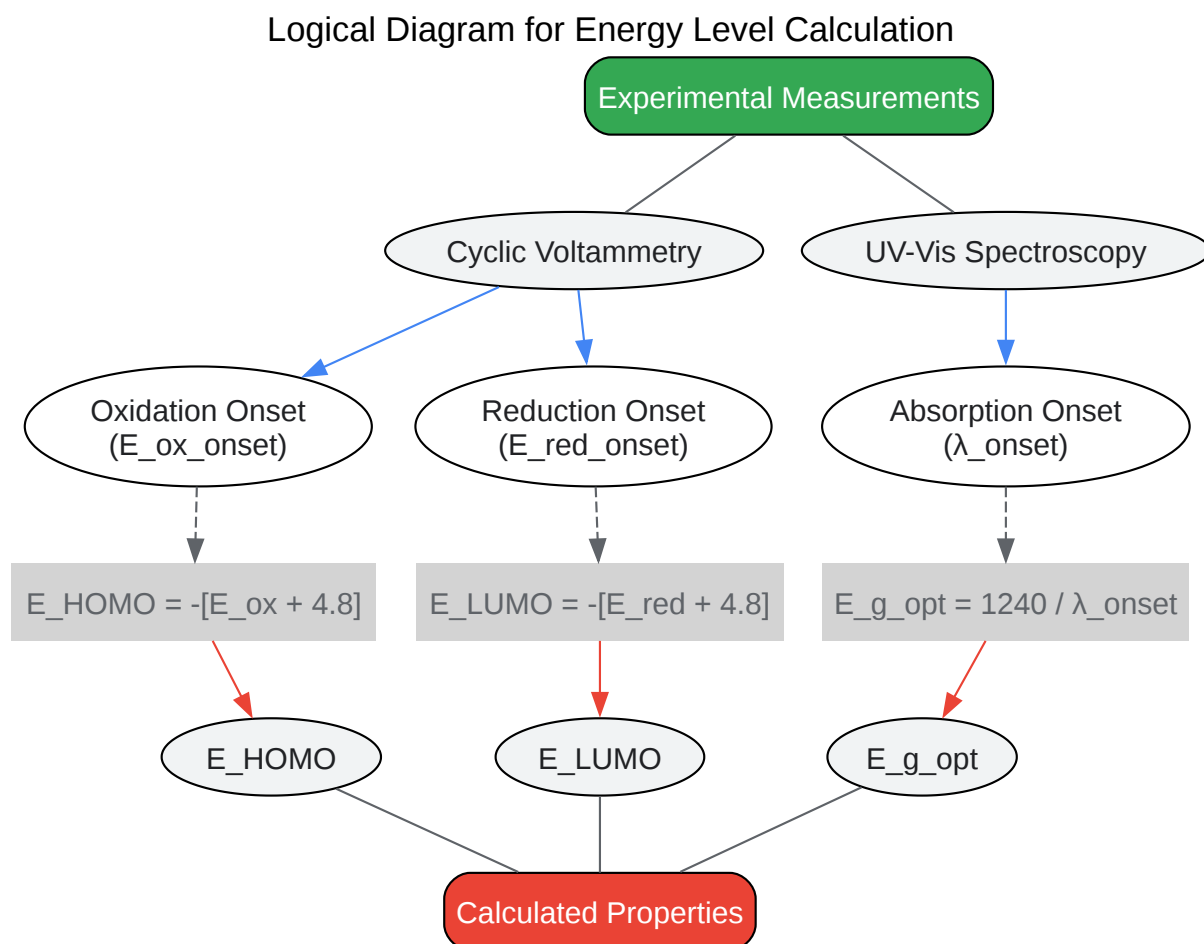 Logical Diagram for Energy Level Calculation
Experimental Measurements
Cyclic Voltammetry
UV-Vis Spectroscopy
Oxidation Onset
(E_ox_onset)
Reduction Onset
(E_red_onset)
Absorption Onset
(λ_onset)
E_HOMO = -[E_ox + 4.8]
E_LUMO = -[E_red + 4.8]
E_g_opt = 1240 / λ_onset
E_HOMO
E_LUMO
E_g_opt
Calculated Properties